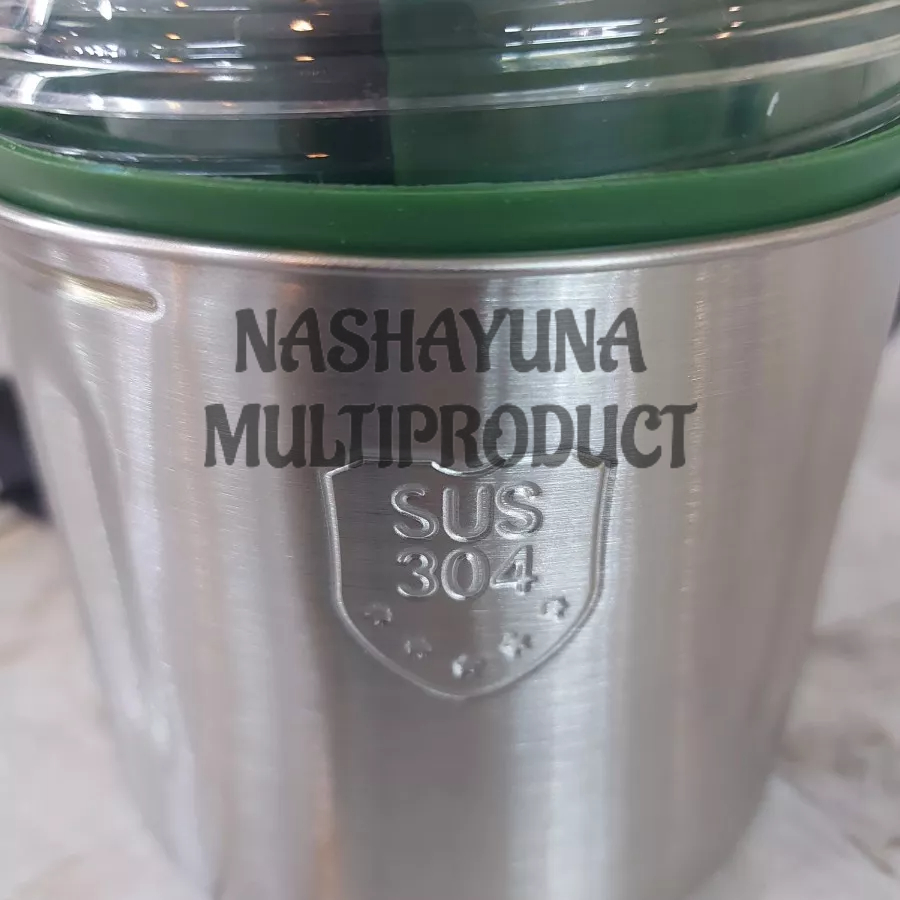 NASHAYUNA
MULTIPRODUCT
SUS
304